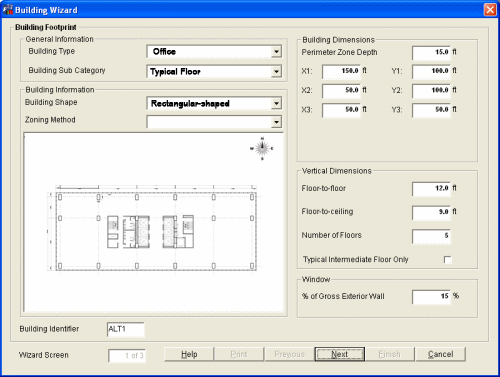 Building Wizard
Building Footprint
General Information
Building Type
Office
Building Sub Category
Typical Floor
Building Information
Building Shape
Rectangular-shaped
Zoning Method
N
S
Building Identifier
ALT1
Building Dimensions
Perimeter Zone Depth 15.0 ft
X1: 150.0 ft Y1: 100.0 ft
X2: 50.0 ft Y2: 100.0 ft
X3: 50.0 ft Y3: 50.0 ft
Vertical Dimensions
Floor-to-floor 12.0 ft
Floor-to-ceiling 9.0 ft
Number of Floors 5
Typical Intermediate Floor Only
Window
% of Gross Exterior Wall 15 %
Wizard Screen 1 of 3 Help Print Previous Next Finish Cancel